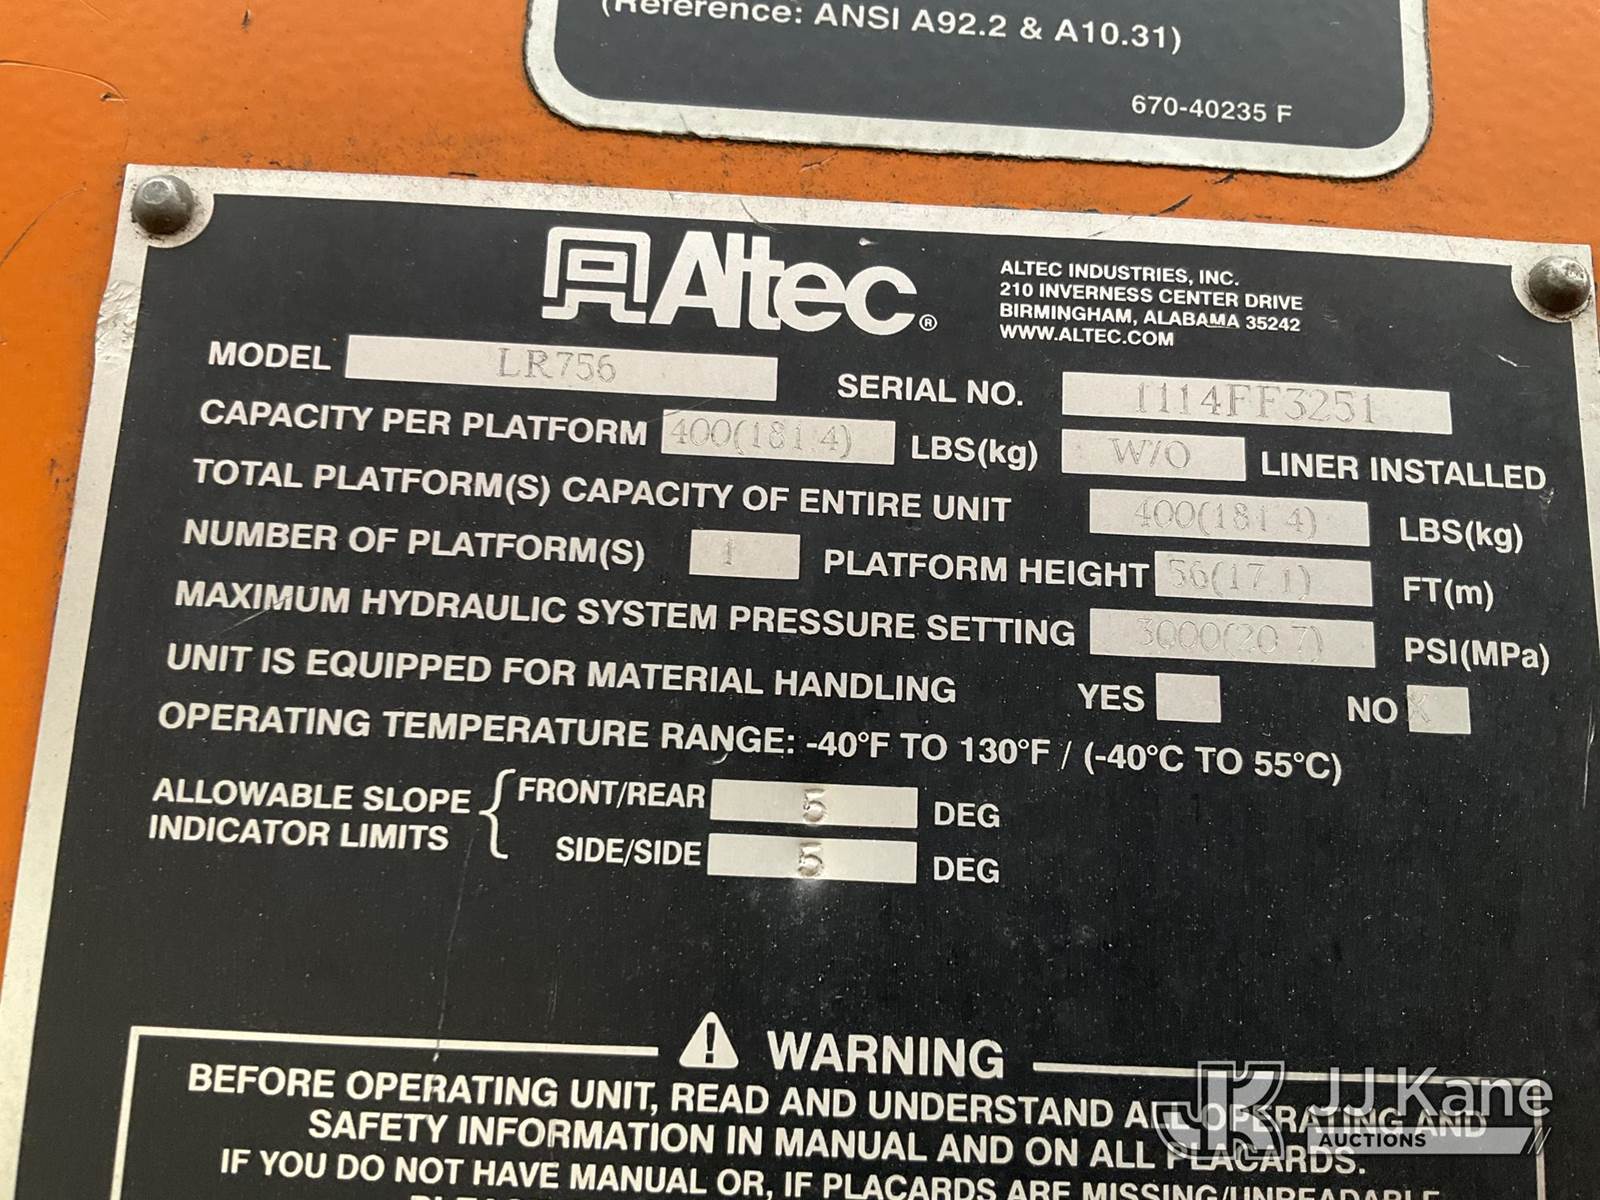 (Reference: ANSI A92.2 & A10.31)
670-40235 F
Altec®
ALTEC INDUSTRIES, INC.
210 INVERNESS CENTER DRIVE
BIRMINGHAM, ALABAMA 35242
WWW.ALTEC.COM
MODEL LR756 SERIAL NO. 1114FF3251
CAPACITY PER PLATFORM 400(181.4) LBS(kg) W/O LINER INSTALLED
TOTAL PLATFORM(S) CAPACITY OF ENTIRE UNIT 400(181.4) LBS(kg)
NUMBER OF PLATFORM(S) 1 PLATFORM HEIGHT 56(17.1) FT(m)
MAXIMUM HYDRAULIC SYSTEM PRESSURE SETTING 3000(20.7) PSI(MPa)
UNIT IS EQUIPPED FOR MATERIAL HANDLING YES NO X
OPERATING TEMPERATURE RANGE: -40°F TO 130°F / (-40°C TO 55°C)
ALLOWABLE SLOPE INDICATOR LIMITS { FRONT/REAR 5 DEG
SIDE/SIDE 5 DEG
⚠ WARNING
BEFORE OPERATING UNIT, READ AND UNDERSTAND ALL OPERATING AND
SAFETY INFORMATION IN MANUAL AND ON ALL PLACARDS.
IF YOU DO NOT HAVE MANUAL OR, IF PLACARDS ARE MISSING/UNREADABLE
JK JJ Kane
AUCTIONS